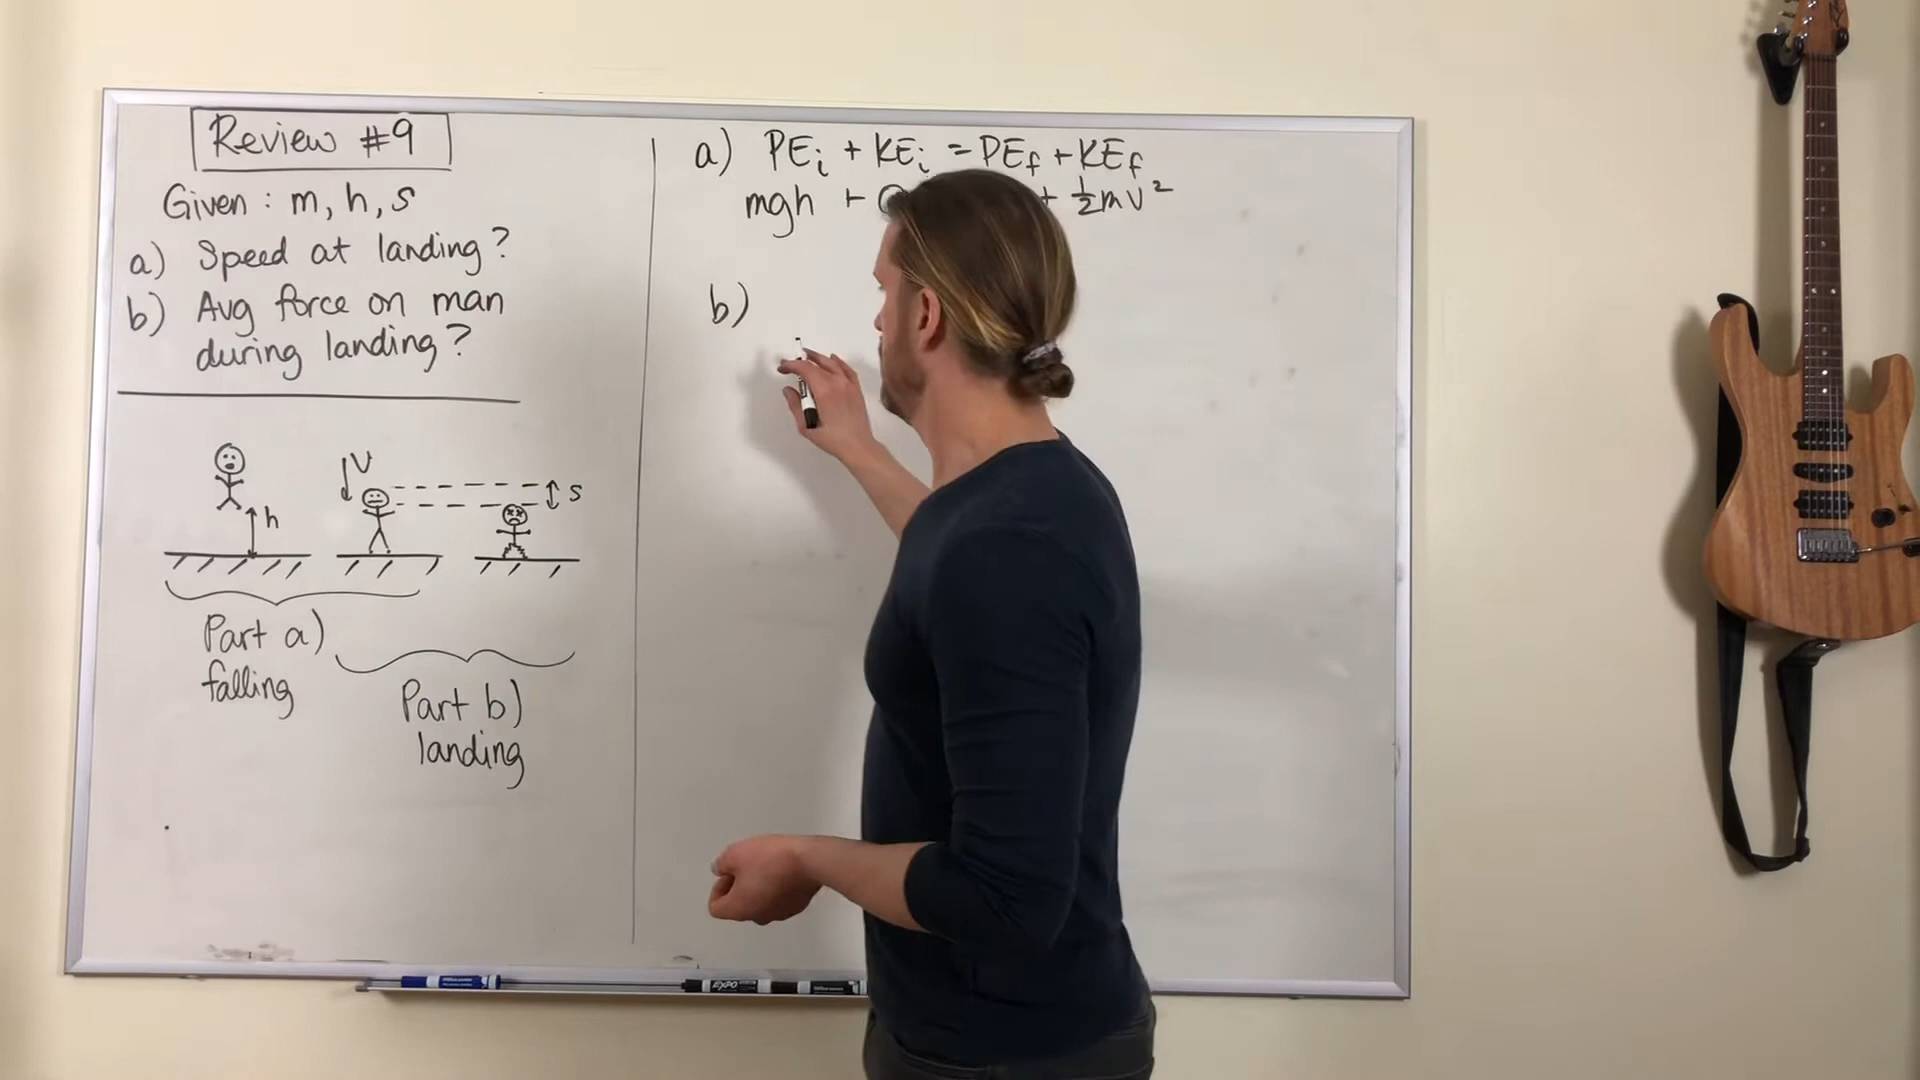 Review #9
Given : m, h, s
a) Speed at landing?
b) Avg force on man
during landing?
h
v
s
Part a)
falling
Part b)
landing
a) PEi + KEi = PEf + KEf
mgh + + ½mv²
b)
EXPO